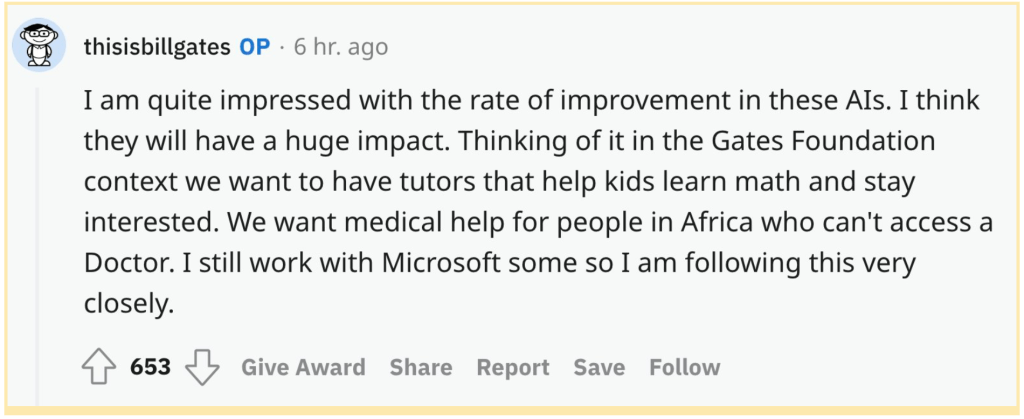 thisisbillgates OP · 6 hr. ago
I am quite impressed with the rate of improvement in these AIs. I think
they will have a huge impact. Thinking of it in the Gates Foundation
context we want to have tutors that help kids learn math and stay
interested. We want medical help for people in Africa who can't access a
Doctor. I still work with Microsoft some so I am following this very
closely.
653 Give Award Share Report Save Follow